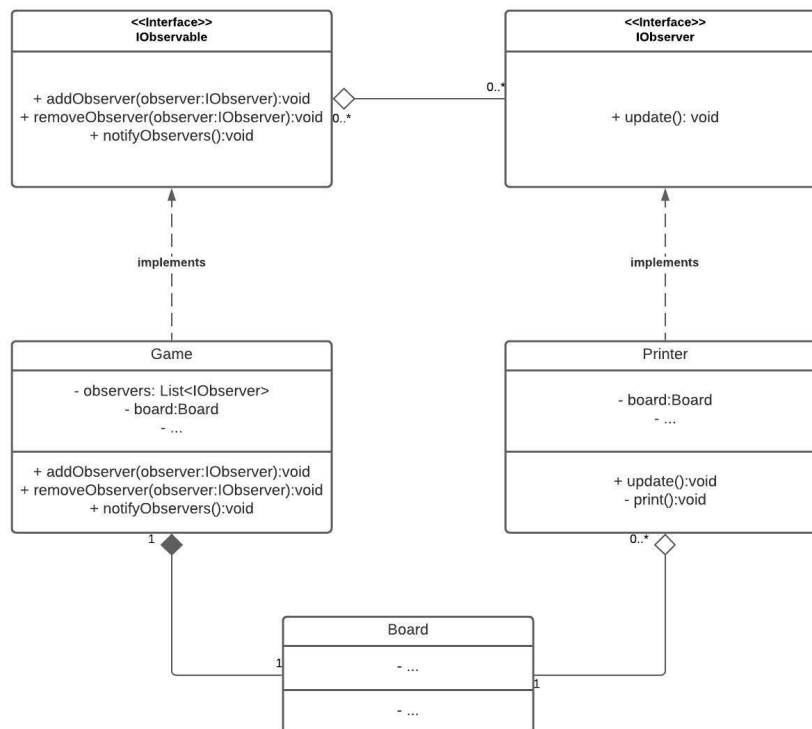 <<Interface>>
IObservable
+ addObserver(observer:IObserver):void
+ removeObserver(observer:IObserver):void
+ notifyObservers():void
0..*
0..*
<<Interface>>
IObserver
+ update(): void
implements
implements
Game
- observers: List<IObserver>
- board:Board
- ...
+ addObserver(observer:IObserver):void
+ removeObserver(observer:IObserver):void
+ notifyObservers():void
1
Printer
- board:Board
- ...
+ update():void
- print():void
0..*
Board
- ...
- ...
1
1